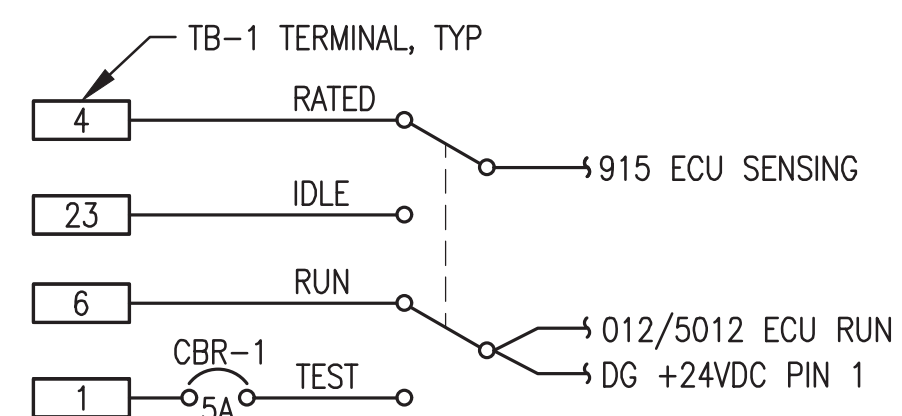 TB-1 TERMINAL, TYP
4
RATED
915 ECU SENSING
23
IDLE
6
RUN
012/5012 ECU RUN
CBR-1
DG +24VDC PIN 1
1
5A
TEST